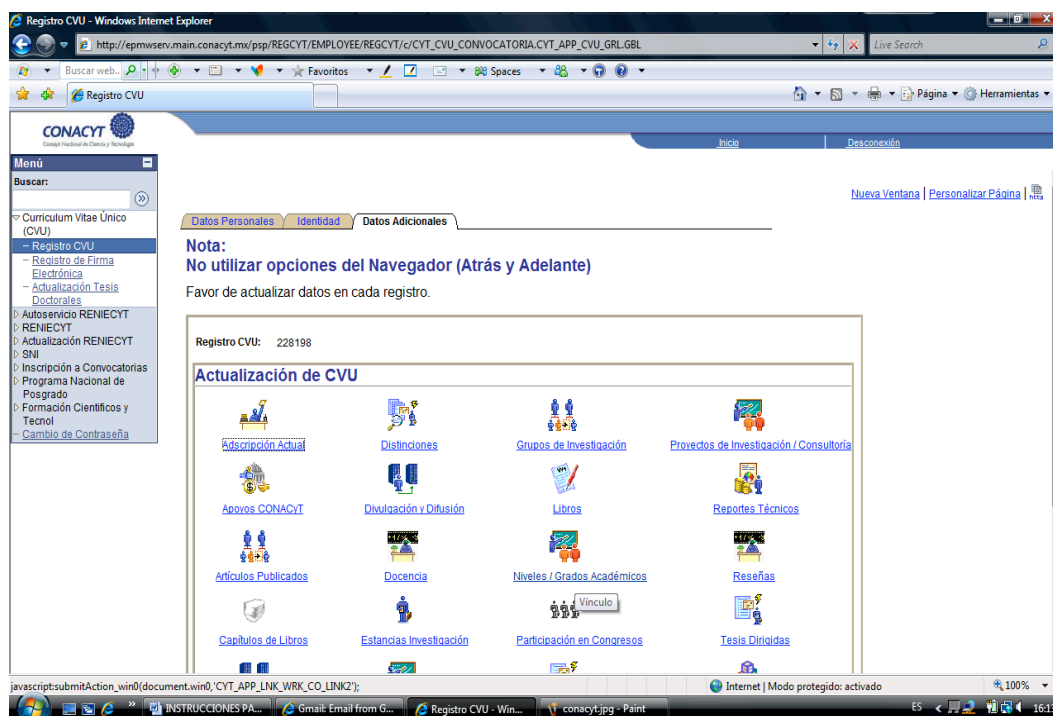 Registro CVU - Windows Internet Explorer
http://epmwserv.main.conacyt.mx/psp/REGCYT/EMPLOYEE/REGCYT/c/CYT_CVU_CONVOCATORIA.CYT_APP_CVU_GRL.GBL
Live Search
Buscar web..
Favoritos
Spaces
Registro CVU
Página
Herramientas
CONACYT
Consejo Nacional de Ciencia y Tecnología
Inicio
Desconexión
Menú
Buscar:
Curriculum Vitae Único
(CVU)
– Registro CVU
– Registro de Firma
Electrónica
– Actualización Tesis
Doctorales
Autoservicio RENIECYT
RENIECYT
Actualización RENIECYT
SNI
Inscripción a Convocatorias
Programa Nacional de
Posgrado
Formación Científicos y
Tecnol
– Cambio de Contraseña
Nueva Ventana | Personalizar Página |
http
Datos Personales
Identidad
Datos Adicionales
Nota:
No utilizar opciones del Navegador (Atrás y Adelante)
Favor de actualizar datos en cada registro.
Registro CVU: 228198
Actualización de CVU
Adscripción Actual
Distinciones
Grupos de Investigación
Proyectos de Investigación / Consultoría
Apoyos CONACyT
Divulgación y Difusión
Libros
Reportes Técnicos
Artículos Publicados
Docencia
Niveles / Grados Académicos
Reseñas
Vínculo
Capítulos de Libros
Estancias Investigación
Participación en Congresos
Tesis Dirigidas
javascript:submitAction_win0(document.win0,'CYT_APP_LNK_WRK_CO_LINK2');
Internet | Modo protegido: activado
100%
INSTRUCCIONES PA...
Gmail: Email from G...
Registro CVU - Win...
conacyt.jpg - Paint
ES